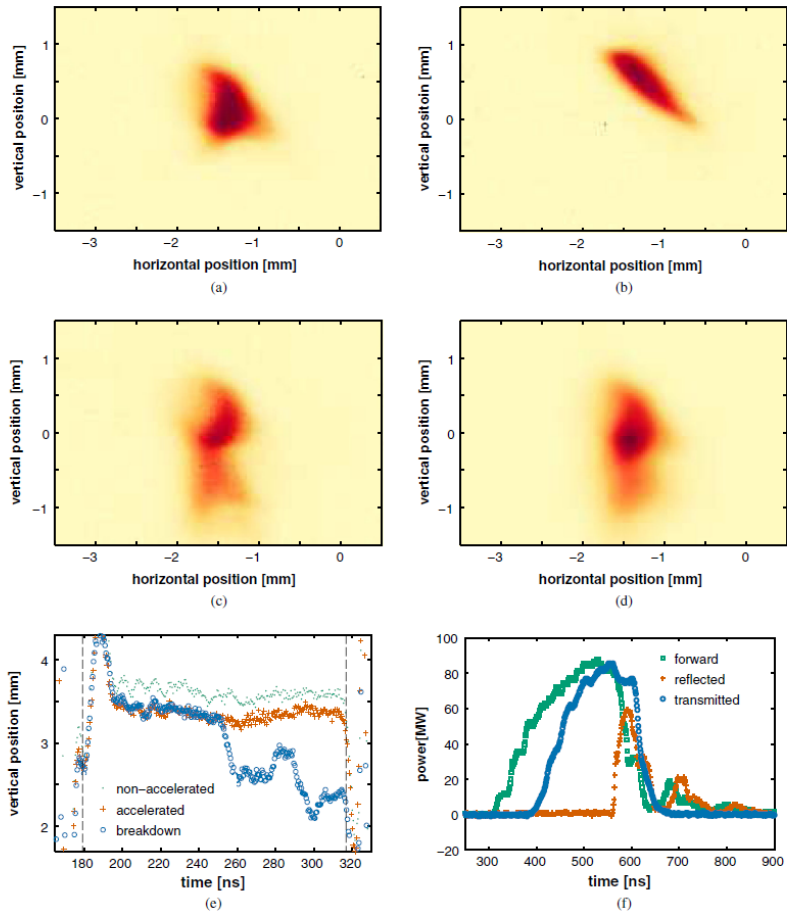 vertical positoin [mm]
1
0
−1
−3
−2
−1
0
horizontal position [mm]
(a)
vertical position [mm]
1
0
−1
−3
−2
−1
0
horizontal position [mm]
(b)
vertical position [mm]
1
0
−1
−3
−2
−1
0
horizontal position [mm]
(c)
vertical position [mm]
1
0
−1
−3
−2
−1
0
horizontal position [mm]
(d)
vertical position [mm]
4
3
2
non−accelerated
accelerated
breakdown
180
200
220
240
260
280
300
320
time [ns]
(e)
power[MW]
100
80
60
40
20
0
−20
forward
reflected
transmitted
300
400
500
600
700
800
900
time [ns]
(f)